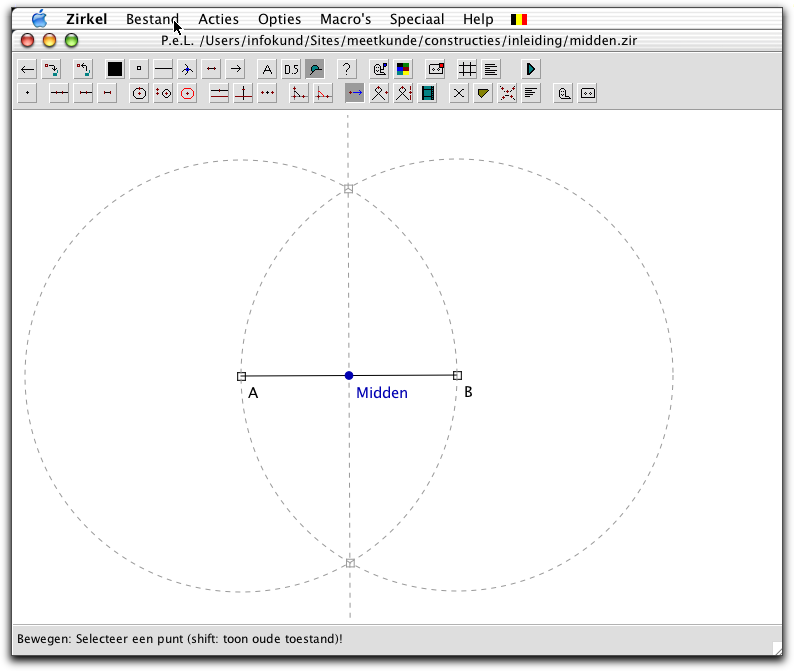 Zirkel Bestand Acties Opties Macro's Speciaal Help
P.e.L. /Users/infokund/Sites/meetkunde/constructies/inleiding/midden.zir
A 0.5 ?
A Midden B
Bewegen: Selecteer een punt (shift: toon oude toestand)!